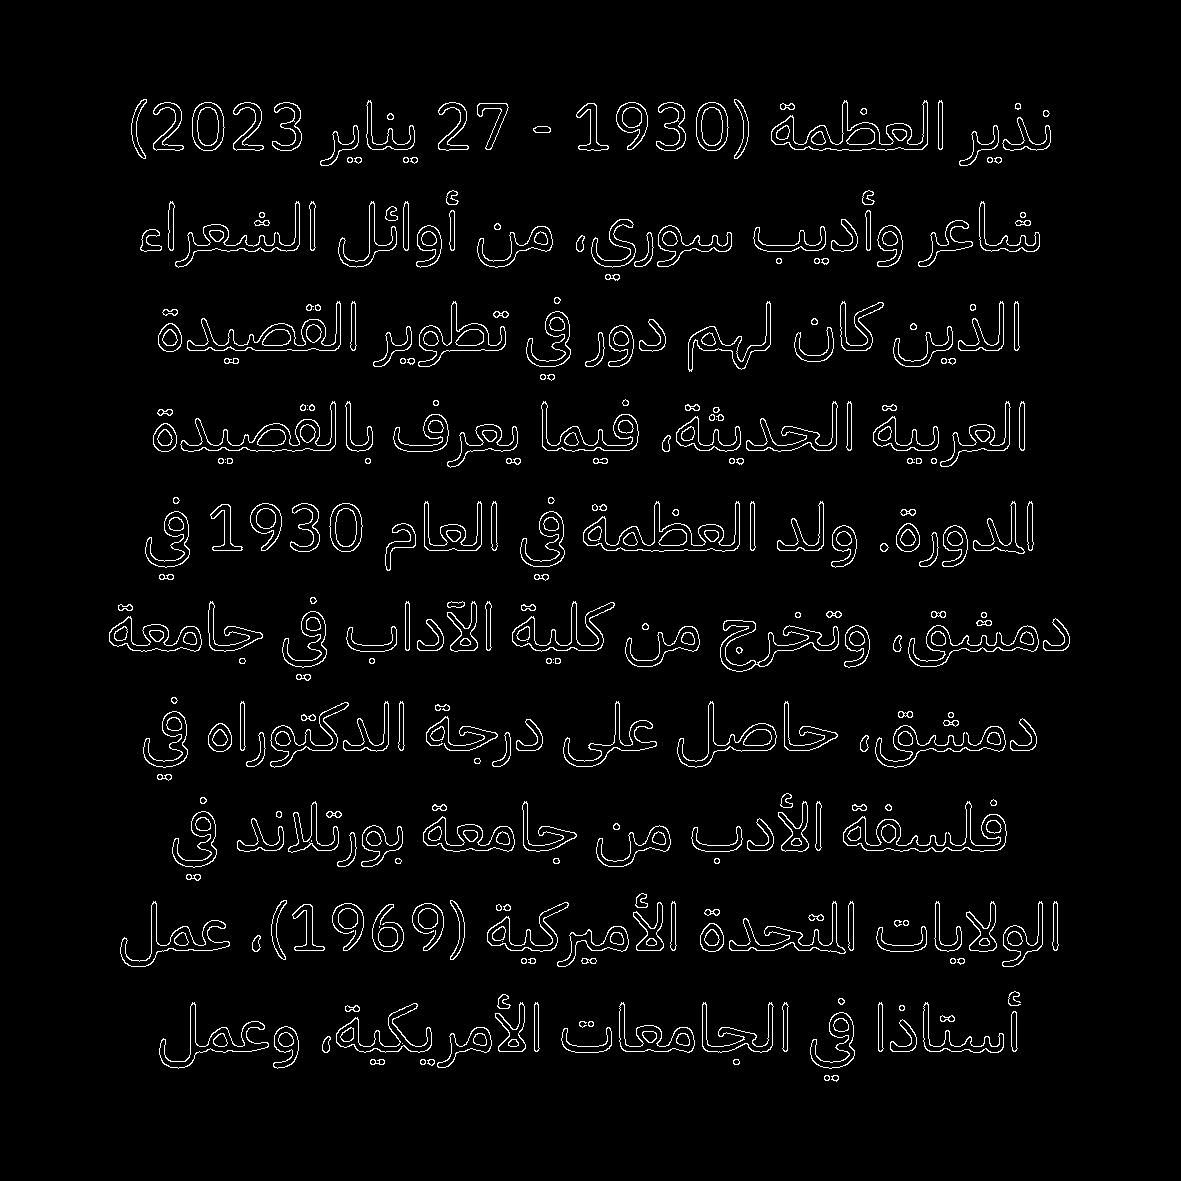 نذير العظمة (1930 - 27 يناير 2023)
شاعر وأديب سوري، من أوائل الشعراء
الذين كان لهم دور في تطوير القصيدة
العربية الحديثة، فيما يعرف بالقصيدة
المدورة. ولد العظمة في العام 1930 في
دمشق، وتخرج من كلية الآداب في جامعة
دمشق، حاصل على درجة الدكتوراه في
فلسفة الأدب من جامعة بورتلاند في
الولايات المتحدة الأميركية (1969)، عمل
أستاذا في الجامعات الأمريكية، وعمل